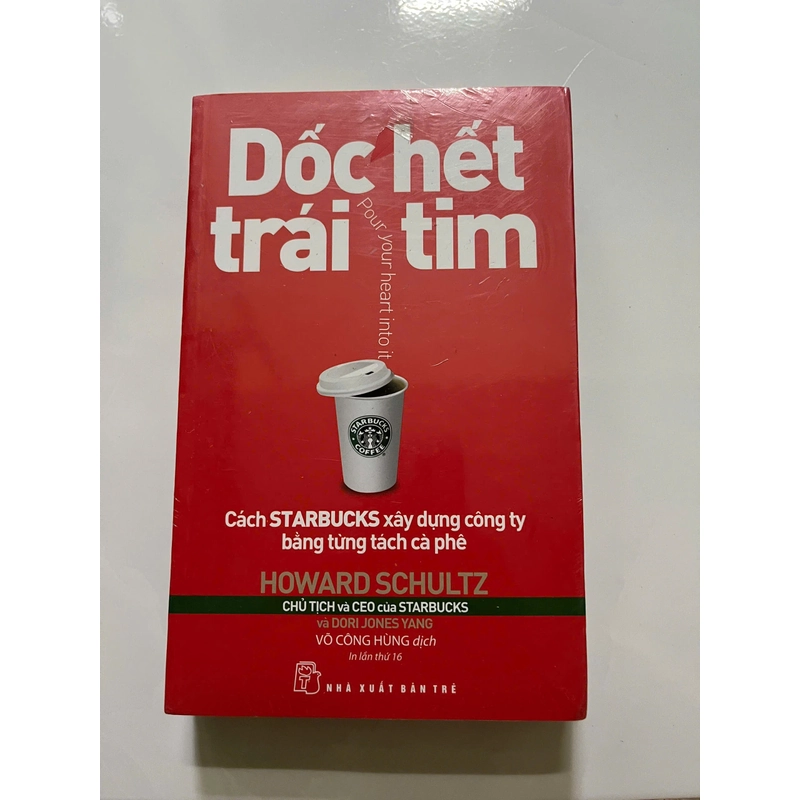 Dốc hết
trái tim
Pour your heart into it
STARBUCKS
COFFEE
Cách STARBUCKS xây dựng công ty
bằng từng tách cà phê
HOWARD SCHULTZ
CHỦ TỊCH và CEO của STARBUCKS
và DORI JONES YANG
VÕ CÔNG HÙNG dịch
In lần thứ 16
T
NHÀ XUẤT BẢN TRẺ